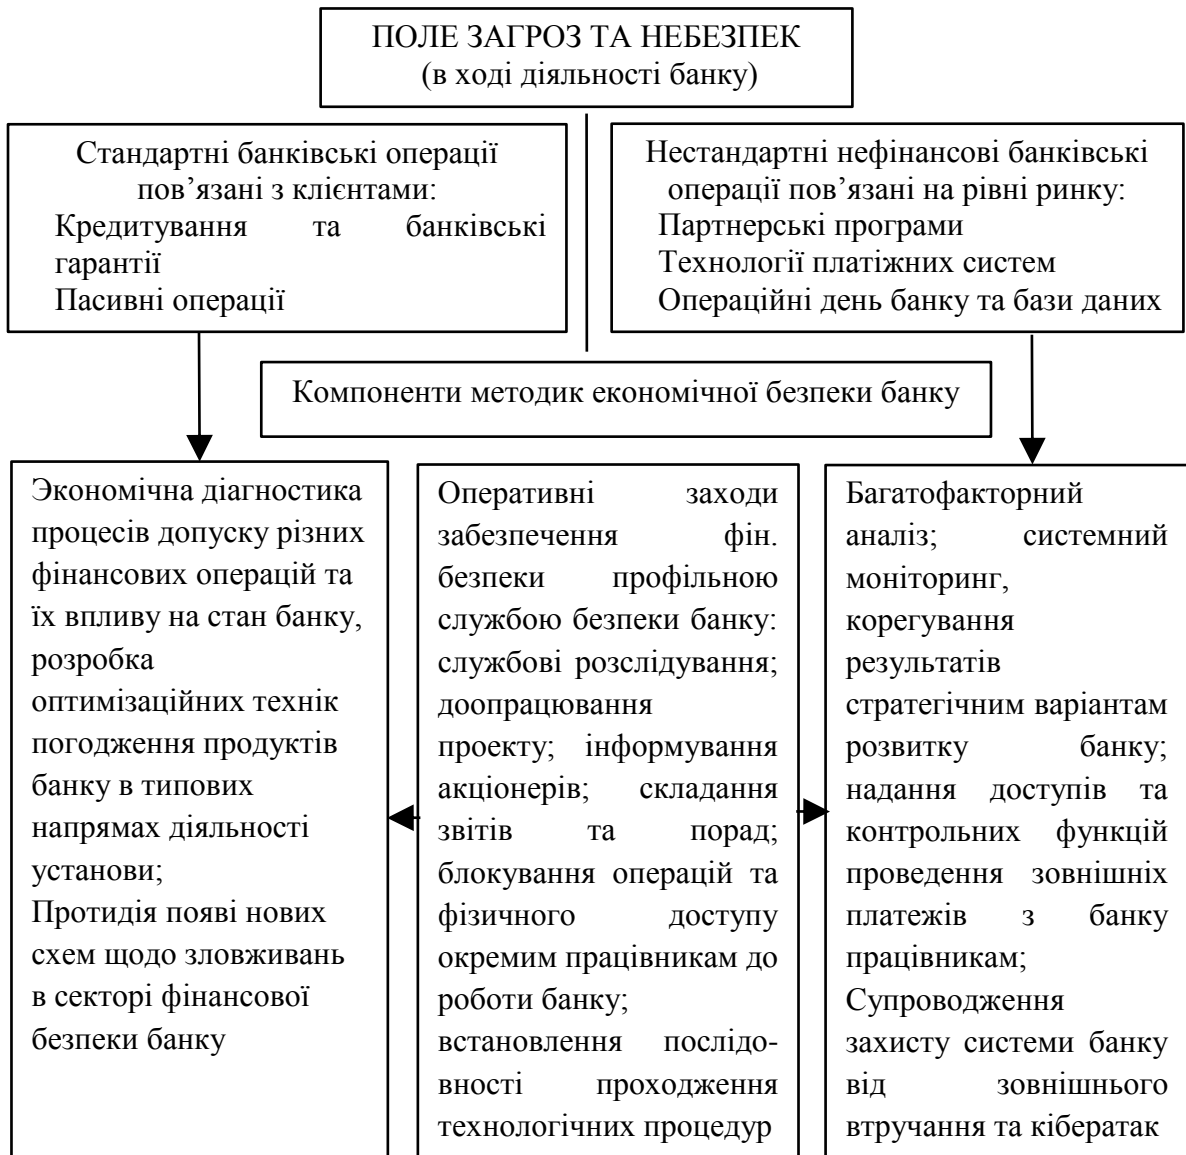 ПОЛЕ ЗАГРОЗ ТА НЕБЕЗПЕК
(в ході діяльності банку)
Стандартні банківські операції
пов’язані з клієнтами:
Кредитування та банківські
гарантії
Пасивні операції
Нестандартні нефінансові банківські
операції пов’язані на рівні ринку:
Партнерські програми
Технології платіжних систем
Операційні день банку та бази даних
Компоненти методик економічної безпеки банку
Экономічна діагностика
процесів допуску різних
фінансових операцій та
їх впливу на стан банку,
розробка
оптимізаційних технік
погодження продуктів
банку в типових
напрямах діяльності
установи;
Протидія появі нових
схем щодо зловживань
в секторі фінансової
безпеки банку
Оперативні заходи
забезпечення фін.
безпеки профільною
службою безпеки банку:
службові розслідування;
доопрацювання
проекту; інформування
акціонерів; складання
звітів та порад;
блокування операцій та
фізичного доступу
окремим працівникам до
роботи банку;
встановлення послідо-
вності проходження
технологічних процедур
Багатофакторний
аналіз; системний
моніторинг,
корегування
результатів
стратегічним варіантам
розвитку банку;
надання доступів та
контрольних функцій
проведення зовнішніх
платежів з банку
працівникам;
Супроводження
захисту системи банку
від зовнішнього
втручання та кібератак